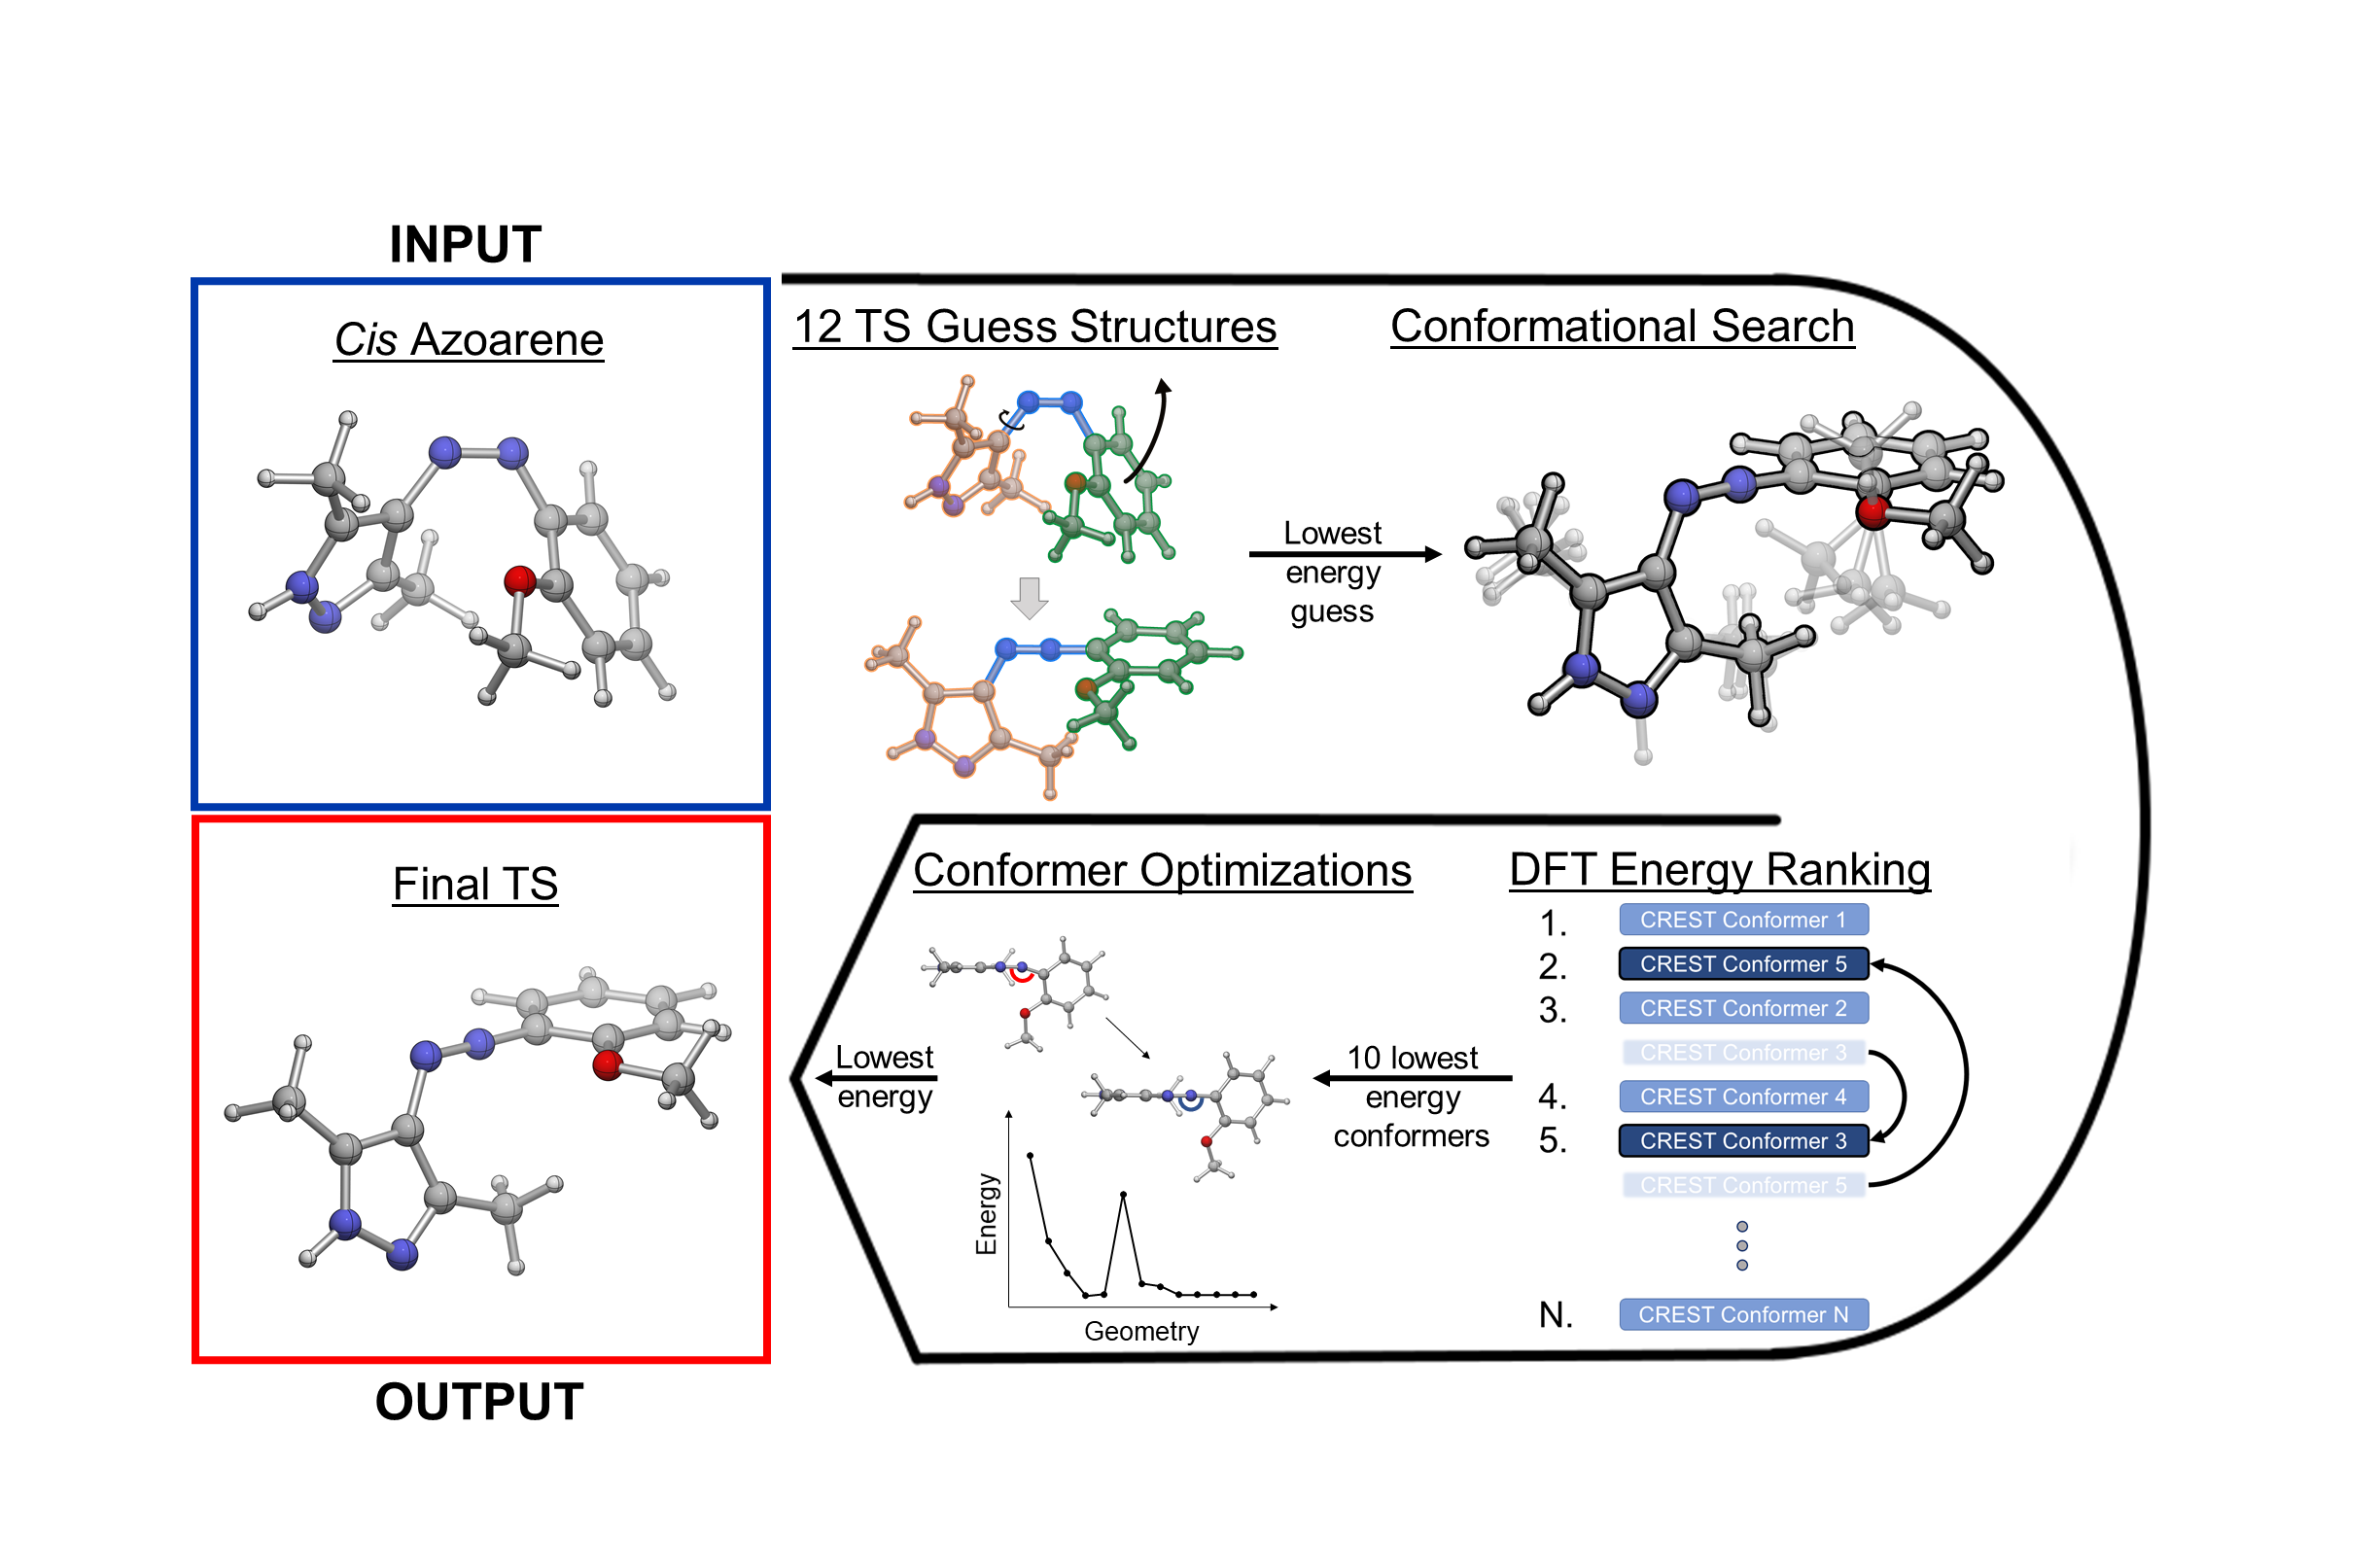 INPUT
Cis Azoarene
12 TS Guess Structures
Lowest
energy
guess
Conformational Search
DFT Energy Ranking
1. CREST Conformer 1
2. CREST Conformer 5
3. CREST Conformer 2
CREST Conformer 3
4. CREST Conformer 4
5. CREST Conformer 3
CREST Conformer 5
N. CREST Conformer N
10 lowest
energy
conformers
Conformer Optimizations
Energy
Geometry
Lowest
energy
Final TS
OUTPUT